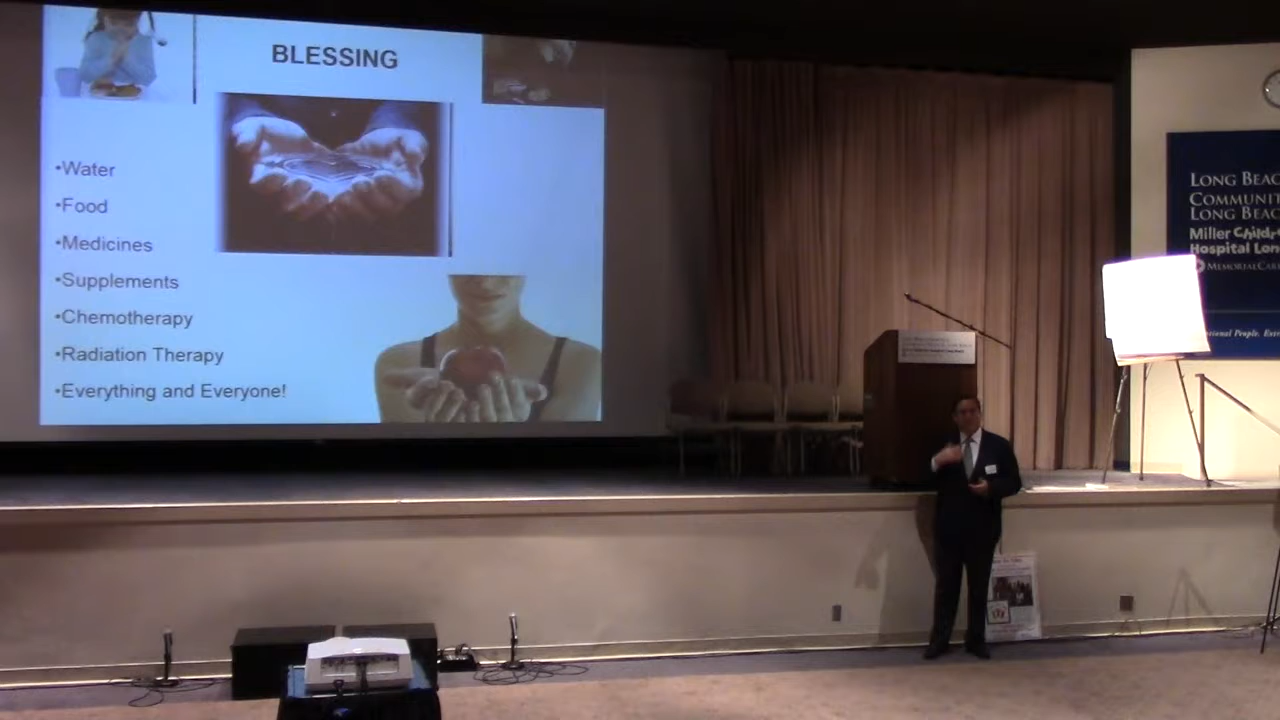 BLESSING
•Water
•Food
•Medicines
•Supplements
•Chemotherapy
•Radiation Therapy
•Everything and Everyone!
LONG BEAC
COMMUNIT
LONG BEAC
Miller Childre
Hospital Lon
MEMORIALCAR